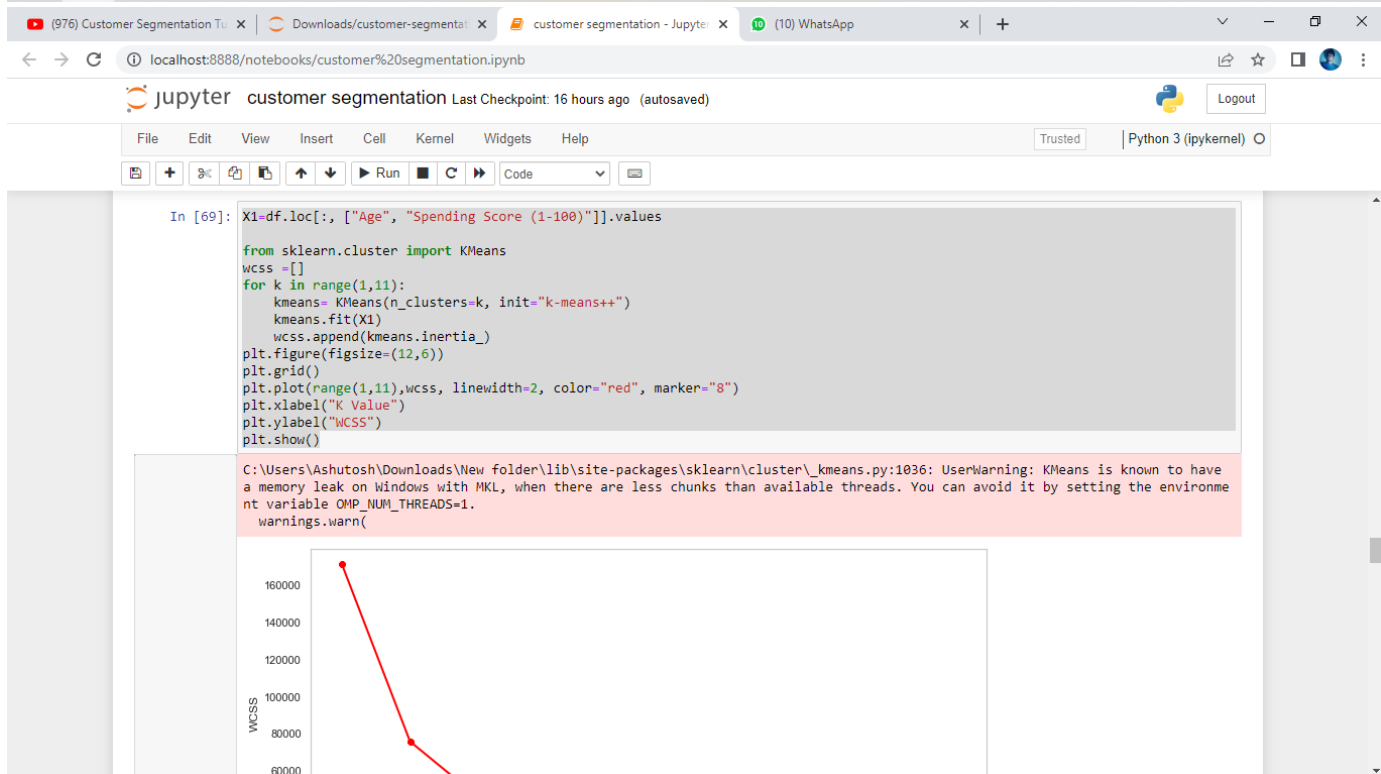 (976) Customer Segmentation Tu
Downloads/customer-segmentat
customer segmentation - Jupyter
(10) WhatsApp
localhost:8888/notebooks/customer%20segmentation.ipynb
jupyter customer segmentation Last Checkpoint: 16 hours ago (autosaved)
Logout
File Edit View Insert Cell Kernel Widgets Help
Trusted
Python 3 (ipykernel)
Run
Code
In [69]: X1=df.loc[:, ["Age", "Spending Score (1-100)"]].values
from sklearn.cluster import KMeans
wcss =[]
for k in range(1,11):
    kmeans= KMeans(n_clusters=k, init="k-means++")
    kmeans.fit(X1)
    wcss.append(kmeans.inertia_)
plt.figure(figsize=(12,6))
plt.grid()
plt.plot(range(1,11),wcss, linewidth=2, color="red", marker="8")
plt.xlabel("K Value")
plt.ylabel("WCSS")
plt.show()
C:\Users\Ashutosh\Downloads\New folder\lib\site-packages\sklearn\cluster\_kmeans.py:1036: UserWarning: KMeans is known to have
a memory leak on Windows with MKL, when there are less chunks than available threads. You can avoid it by setting the environme
nt variable OMP_NUM_THREADS=1.
  warnings.warn(
160000
140000
120000
100000
80000
60000
WCSS